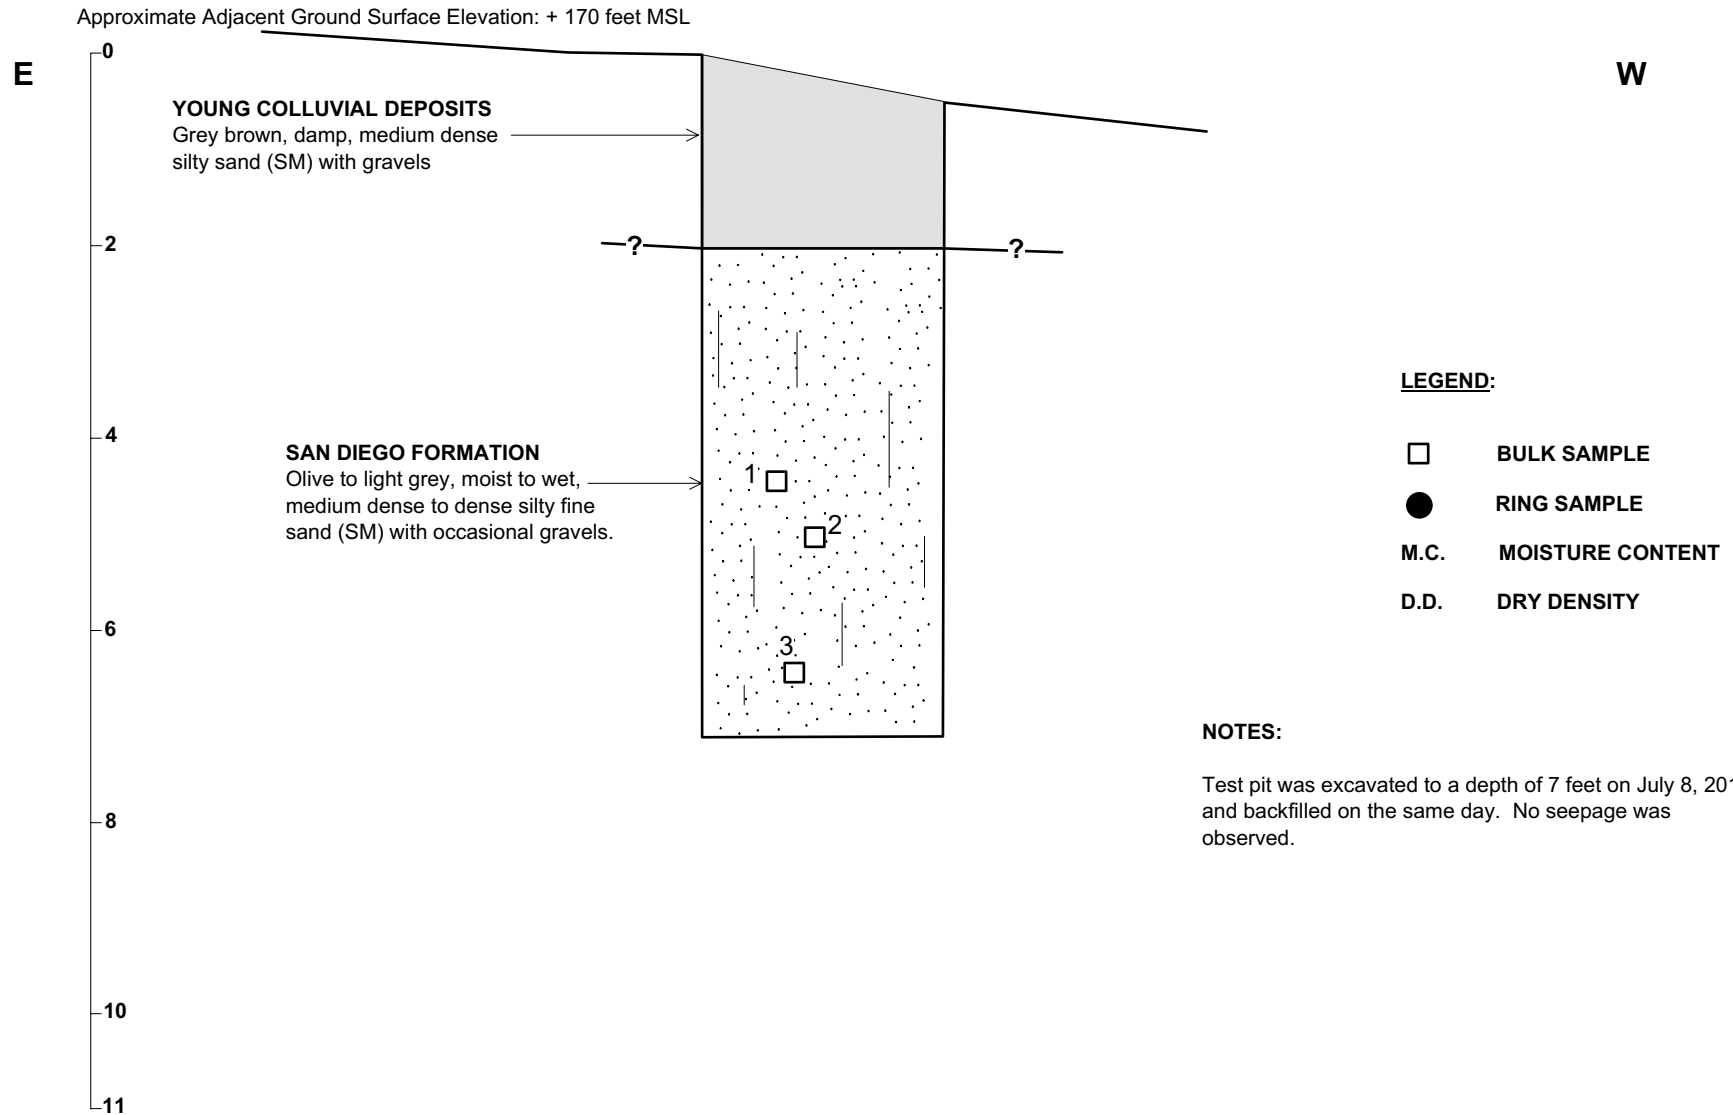 Approximate Adjacent Ground Surface Elevation: + 170 feet MSL
E
W
0
2
4
6
8
10
11
YOUNG COLLUVIAL DEPOSITS
Grey brown, damp, medium dense
silty sand (SM) with gravels
?
?
SAN DIEGO FORMATION
Olive to light grey, moist to wet,
medium dense to dense silty fine
sand (SM) with occasional gravels.
1
2
3
LEGEND:
BULK SAMPLE
RING SAMPLE
M.C. MOISTURE CONTENT
D.D. DRY DENSITY
NOTES:
Test pit was excavated to a depth of 7 feet on July 8,
and backfilled on the same day. No seepage was
observed.